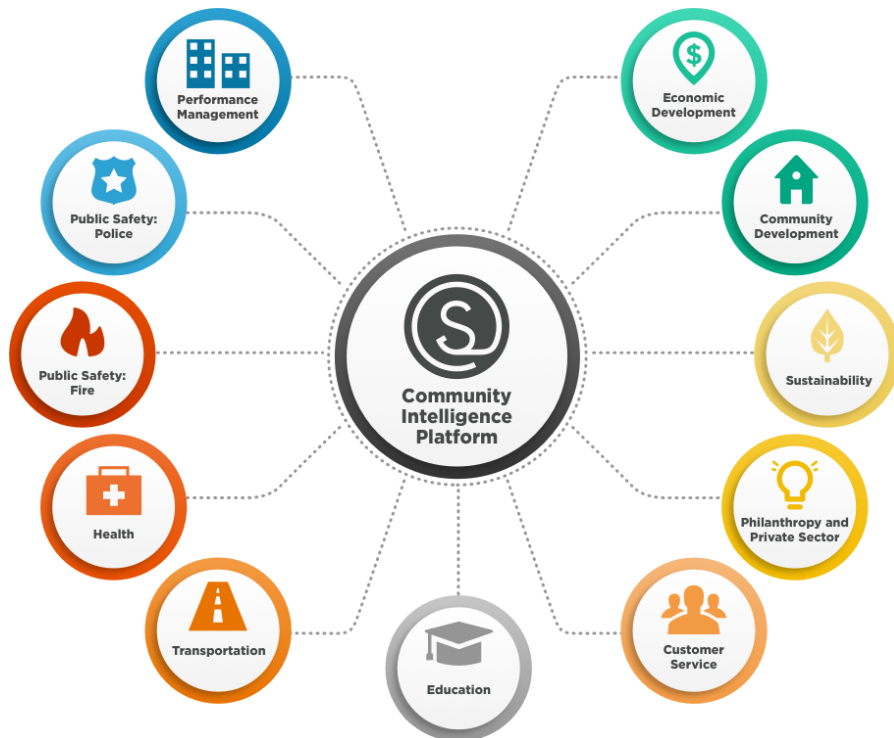 Performance
Management
Economic
Development
Public Safety:
Police
Community
Development
$
S
Community
Intelligence
Platform
Public Safety:
Fire
Sustainability
Health
Philanthropy and
Private Sector
Transportation
Education
Customer
Service